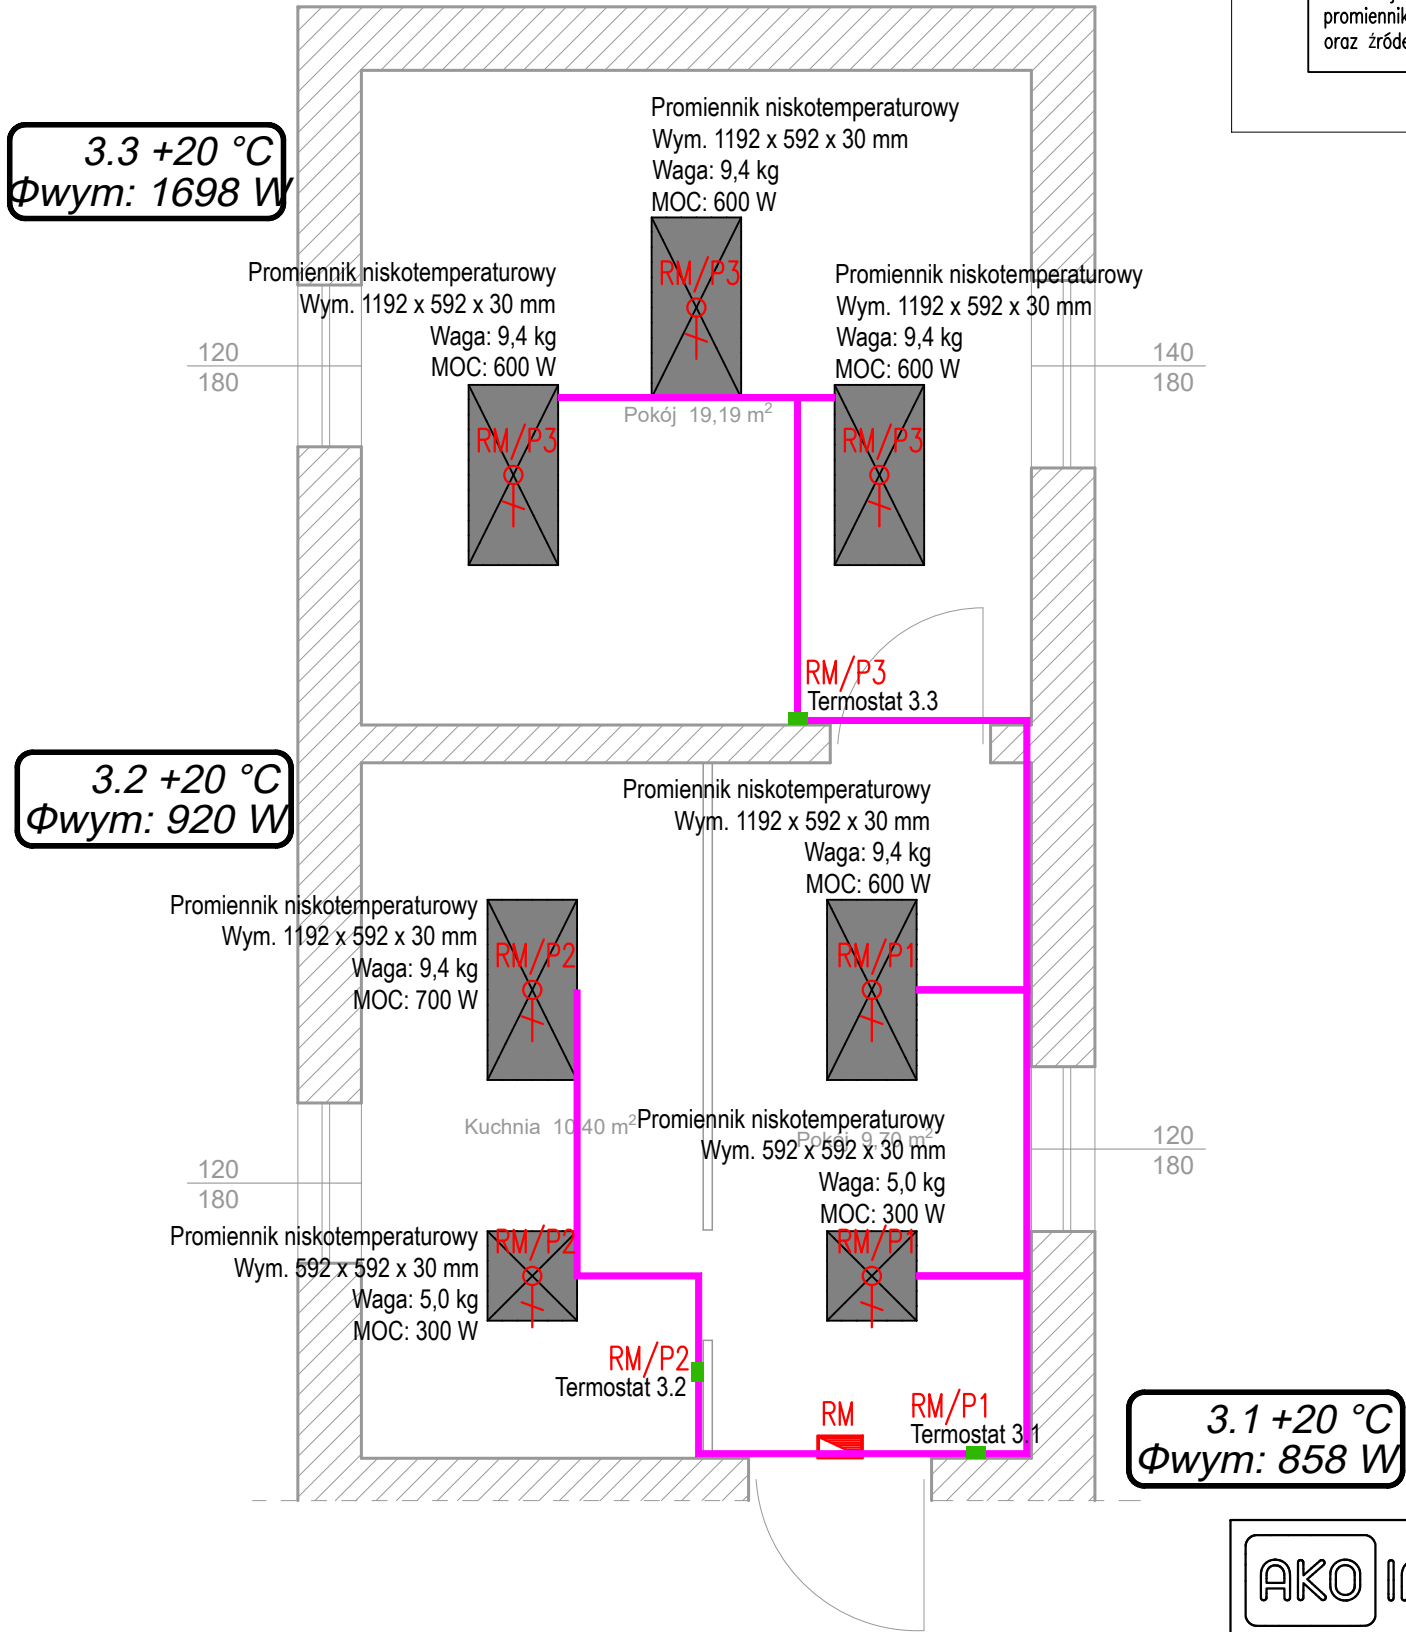 promiennik
oraz
3.3 +20 °C
Φwym: 1698 W
Promiennik niskotemperaturowy
Wym. 1192 x 592 x 30 mm
Waga: 9,4 kg
MOC: 600 W
RM/P3
Promiennik niskotemperaturowy
Wym. 1192 x 592 x 30 mm
Waga: 9,4 kg
MOC: 600 W
RM/P3
Promiennik niskotemperaturowy
Wym. 1192 x 592 x 30 mm
Waga: 9,4 kg
MOC: 600 W
RM/P3
120
180
140
180
Pokój 19,19 m²
RM/P3
Termostat 3.3
3.2 +20 °C
Φwym: 920 W
Promiennik niskotemperaturowy
Wym. 1192 x 592 x 30 mm
Waga: 9,4 kg
MOC: 600 W
RM/P1
Promiennik niskotemperaturowy
Wym. 1192 x 592 x 30 mm
Waga: 9,4 kg
MOC: 700 W
RM/P2
Kuchnia 10,40 m²
Pokój 9,70 m²
Promiennik niskotemperaturowy
Wym. 592 x 592 x 30 mm
Waga: 5,0 kg
MOC: 300 W
RM/P1
120
180
120
180
Promiennik niskotemperaturowy
Wym. 592 x 592 x 30 mm
Waga: 5,0 kg
MOC: 300 W
RM/P2
RM/P2
Termostat 3.2
RM
RM/P1
Termostat 3.1
3.1 +20 °C
Φwym: 858 W
AKO